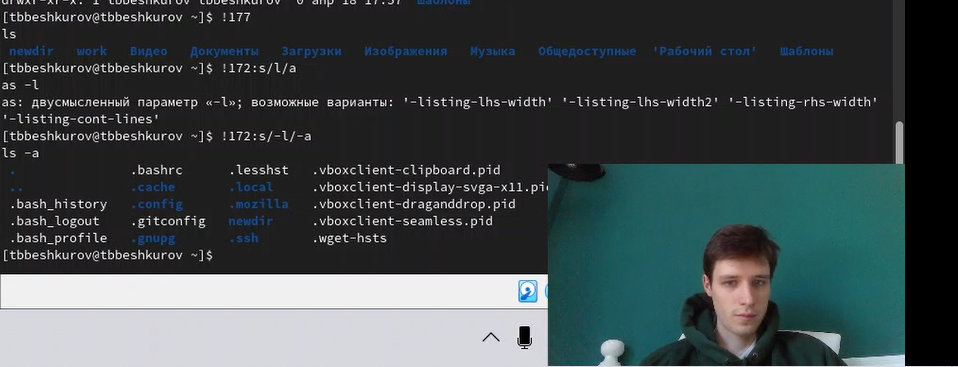 drwxr-xr-x. 1 tbbeshkurov tbbeshkurov 0 апр 18 17:57 Шаблоны
[tbbeshkurov@tbbeshkurov ~]$ !177
ls
newdir work Видео Документы Загрузки Изображения Музыка Общедоступные 'Рабочий стол' Шаблоны
[tbbeshkurov@tbbeshkurov ~]$ !172:s/l/a
as -l
as: двусмысленный параметр «-l»; возможные варианты: '-listing-lhs-width' '-listing-lhs-width2' '-listing-rhs-width'
'-listing-cont-lines'
[tbbeshkurov@tbbeshkurov ~]$ !172:s/-l/-a
ls -a
. .bashrc .lesshst .vboxclient-clipboard.pid
.. .cache .local .vboxclient-display-svga-x11.pid
.bash_history .config .mozilla .vboxclient-draganddrop.pid
.bash_logout .gitconfig newdir .vboxclient-seamless.pid
.bash_profile .gnupg .ssh .wget-hsts
[tbbeshkurov@tbbeshkurov ~]$